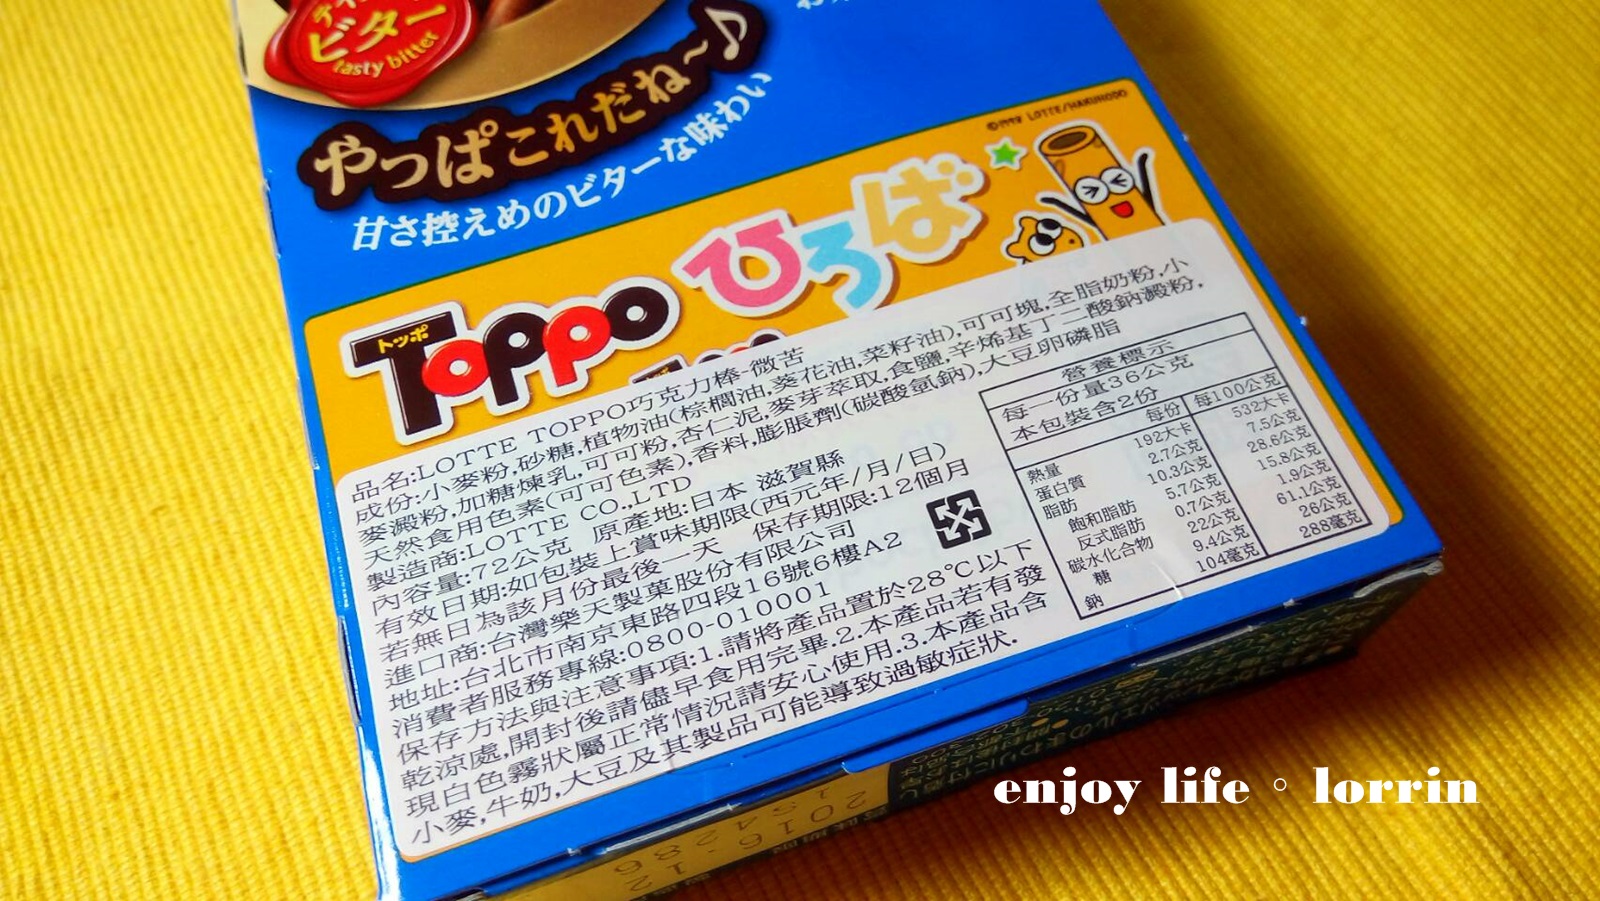 ビター
tasty bitter
やっぱこれだね～♪
甘さ控えめのビターな味わい
©1998 LOTTE/HAKUHODO
トッポ
Toppo ひろば
品名:LOTTE TOPPO巧克力棒-微苦
成份:小麥粉,砂糖,植物油(棕櫚油,葵花油,菜籽油),可可塊,全脂奶粉,小
麥澱粉,加糖煉乳,可可粉,杏仁泥,麥芽萃取,食鹽,辛烯基丁二酸鈉澱粉,
天然食用色素(可可色素),香料,膨脹劑(碳酸氫鈉),大豆卵磷脂
製造商:LOTTE CO.,LTD
內容量:72公克 原產地:日本 滋賀縣
有效日期:如包裝上賞味期限(西元年/月/日)
若無日為該月份最後一天 保存期限:12個月
進口商:台灣樂天製菓股份有限公司
地址:台北市南京東路四段16號6樓A2
消費者服務專線:0800-010001
保存方法與注意事項:1.請將產品置於28℃以下
乾涼處,開封後請儘早食用完畢.2.本產品若有發
現白色霧狀屬正常情況請安心使用.3.本產品含
小麥,牛奶,大豆及其製品可能導致過敏症狀.
營養標示
每一份量36公克
本包裝含2份
每份 每100公克
熱量 192大卡 532大卡
蛋白質 2.7公克 7.5公克
脂肪 10.3公克 28.6公克
飽和脂肪 5.7公克 15.8公克
反式脂肪 0.7公克 1.9公克
碳水化合物 22公克 61.1公克
糖 9.4公克 26公克
鈉 104毫克 288毫克
2016.12
enjoy life。lorrin